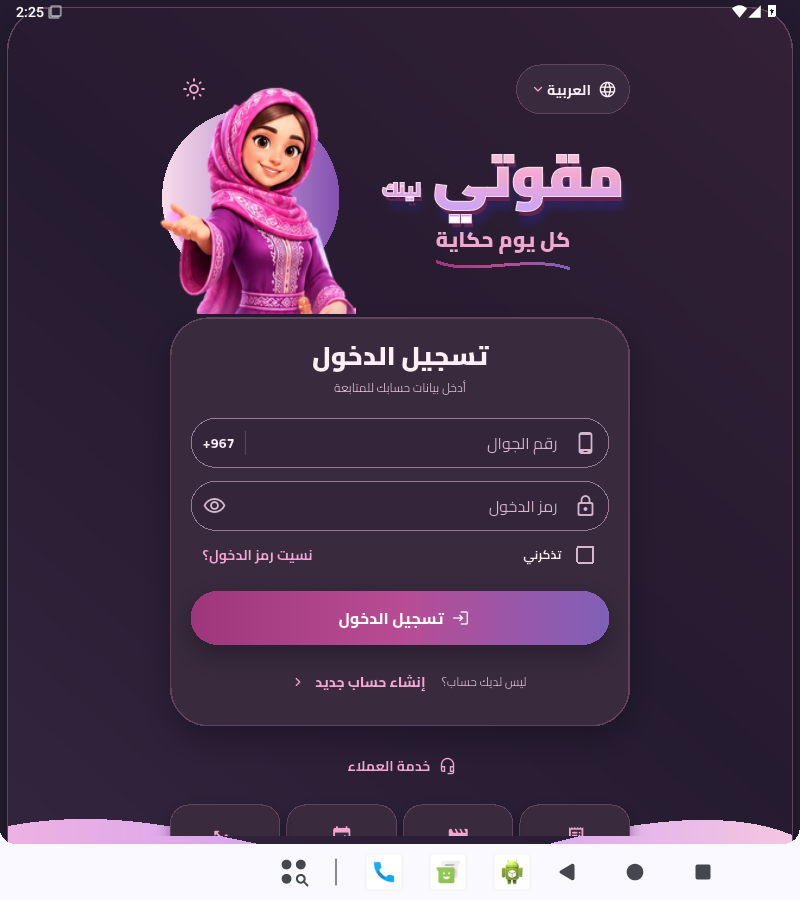 2:25
العربية
مقوتي لينك
كل يوم حكاية
تسجيل الدخول
أدخل بيانات حسابك للمتابعة
رقم الجوال
+967
رمز الدخول
تذكرني
نسيت رمز الدخول؟
تسجيل الدخول
ليس لديك حساب؟ إنشاء حساب جديد
خدمة العملاء